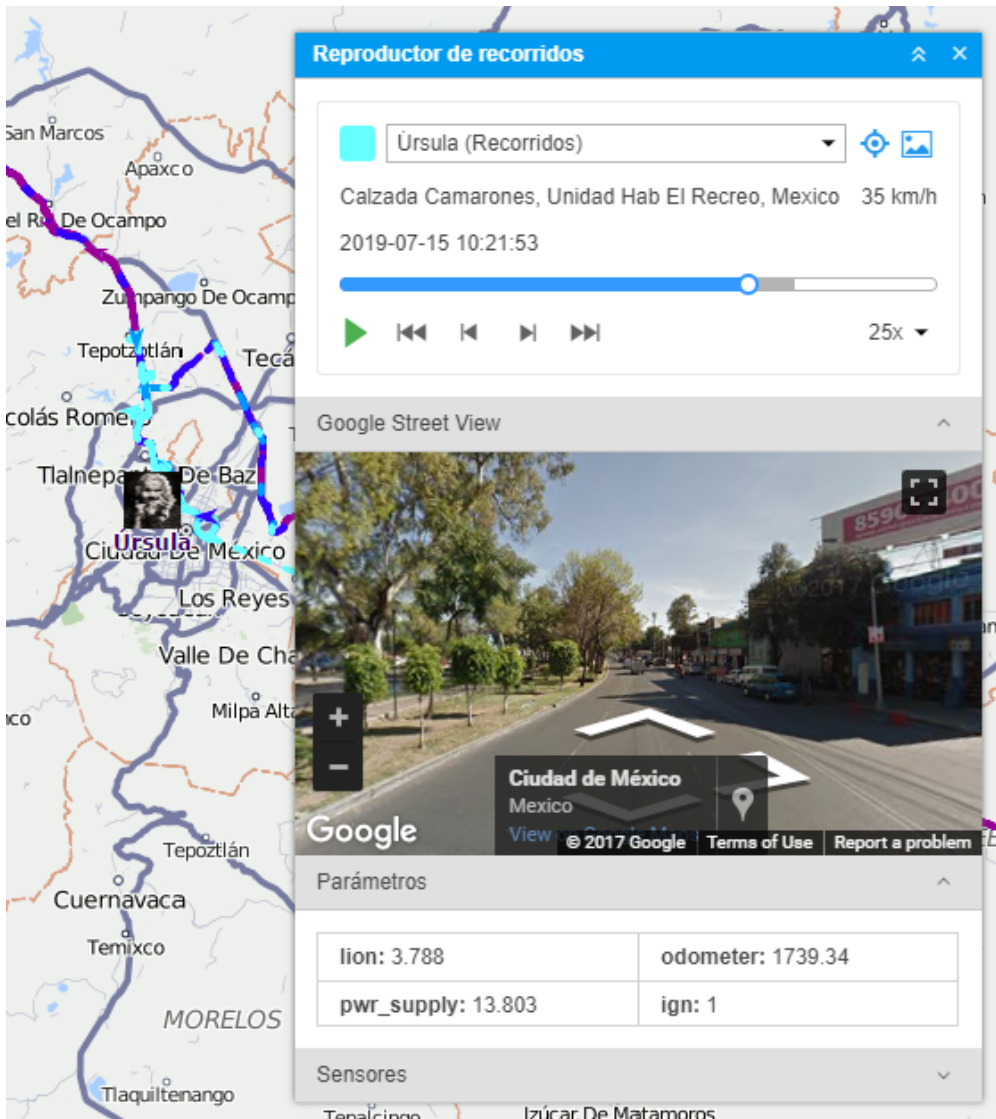 Reproductor de recorridos
Úrsula (Recorridos)
Calzada Camarones, Unidad Hab El Recreo, Mexico 35 km/h
2019-07-15 10:21:53
25x
Google Street View
Ciudad de México
Mexico
View
Google
© 2017 Google Terms of Use Report a problem
Parámetros
lion: 3.788 odometer: 1739.34
pwr_supply: 13.803 ign: 1
Sensores
San Marcos
Apaxco
De Ocampo
Zumpango De Ocamp
Tepotzotlán
Tecá
colás Romero
Tlalnepa De Baz
Úrsula
Ciudad De México
Los Reyes
Valle De Cha
Milpa Alta
Tepoztlán
Cuernavaca
Temixco
MORELOS
Tlaquiltenango
Tepalcingo
Izúcar De Matamoros